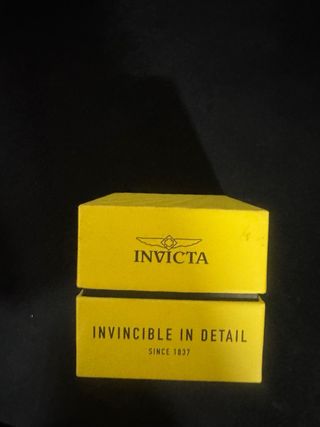 INVICTA
INVINCIBLE IN DETAIL
SINCE 1837